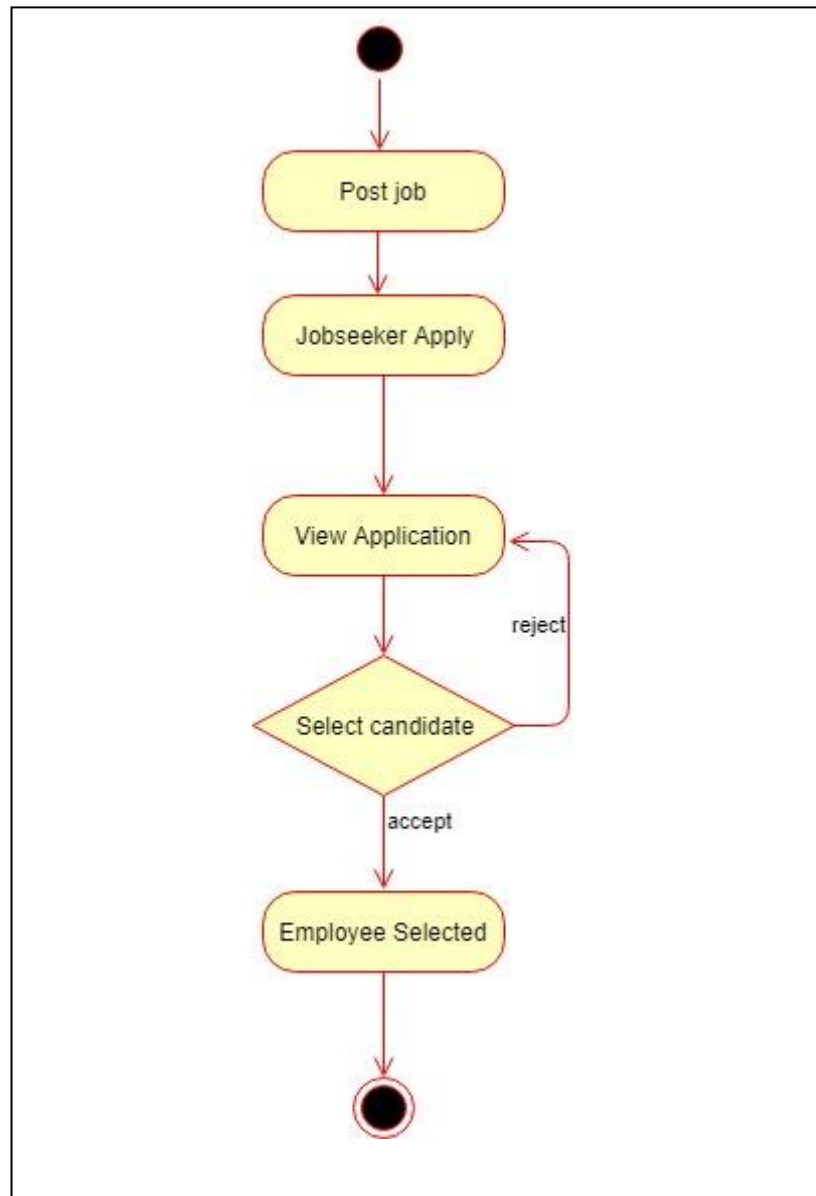 Post job
Jobseeker Apply
View Application
reject
Select candidate
accept
Employee Selected